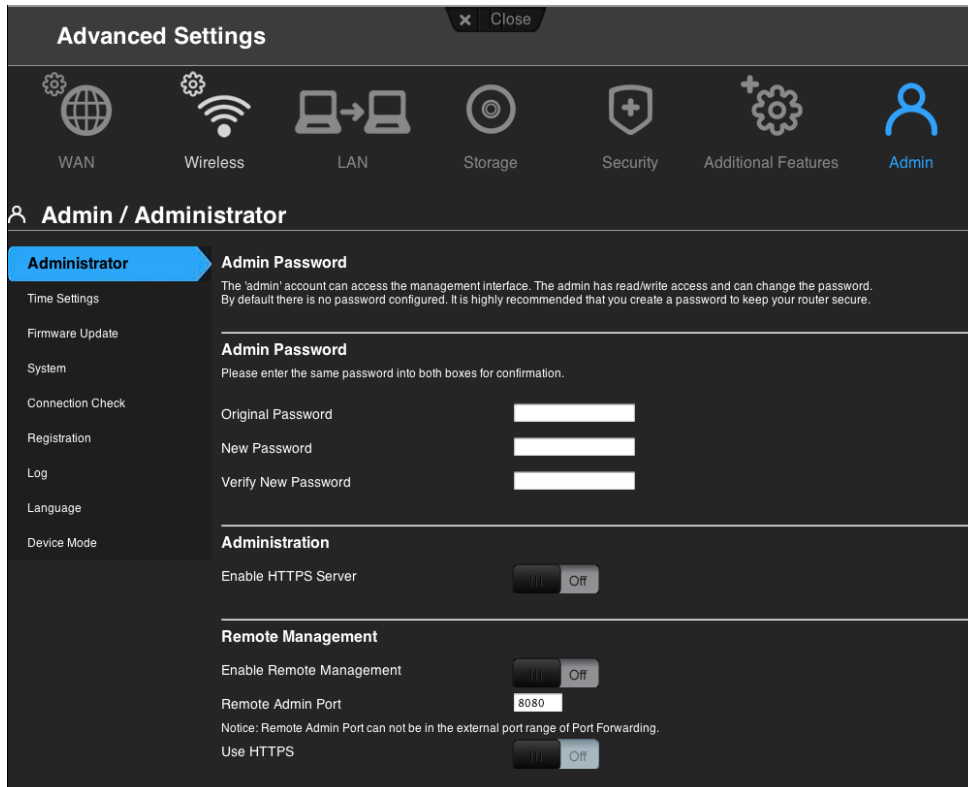 Close
Advanced Settings
WAN
Wireless
LAN
Storage
Security
Additional Features
Admin
Admin / Administrator
Administrator
Time Settings
Firmware Update
System
Connection Check
Registration
Log
Language
Device Mode
Admin Password
The 'admin' account can access the management interface. The admin has read/write access and can change the password.
By default there is no password configured. It is highly recommended that you create a password to keep your router secure.
Admin Password
Please enter the same password into both boxes for confirmation.
Original Password
New Password
Verify New Password
Administration
Enable HTTPS Server Off
Remote Management
Enable Remote Management Off
Remote Admin Port 8080
Notice: Remote Admin Port can not be in the external port range of Port Forwarding.
Use HTTPS Off